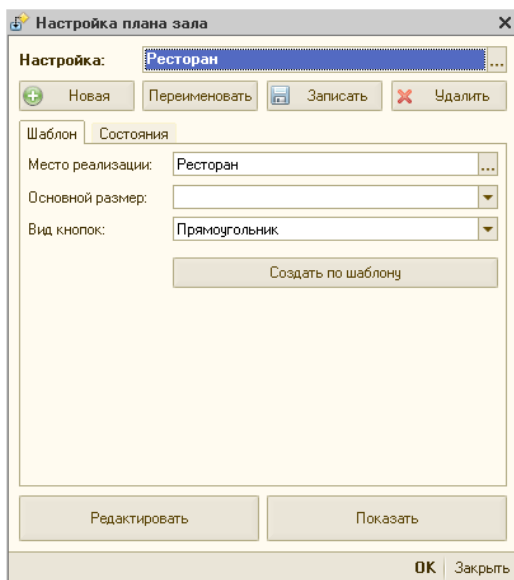 Настройка плана зала
Настройка: Ресторан ...
Новая Переименовать Записать Удалить
Шаблон Состояния
Место реализации: Ресторан ...
Основной размер:
Вид кнопок: Прямоугольник
Создать по шаблону
Редактировать Показать
ОК Закрыть